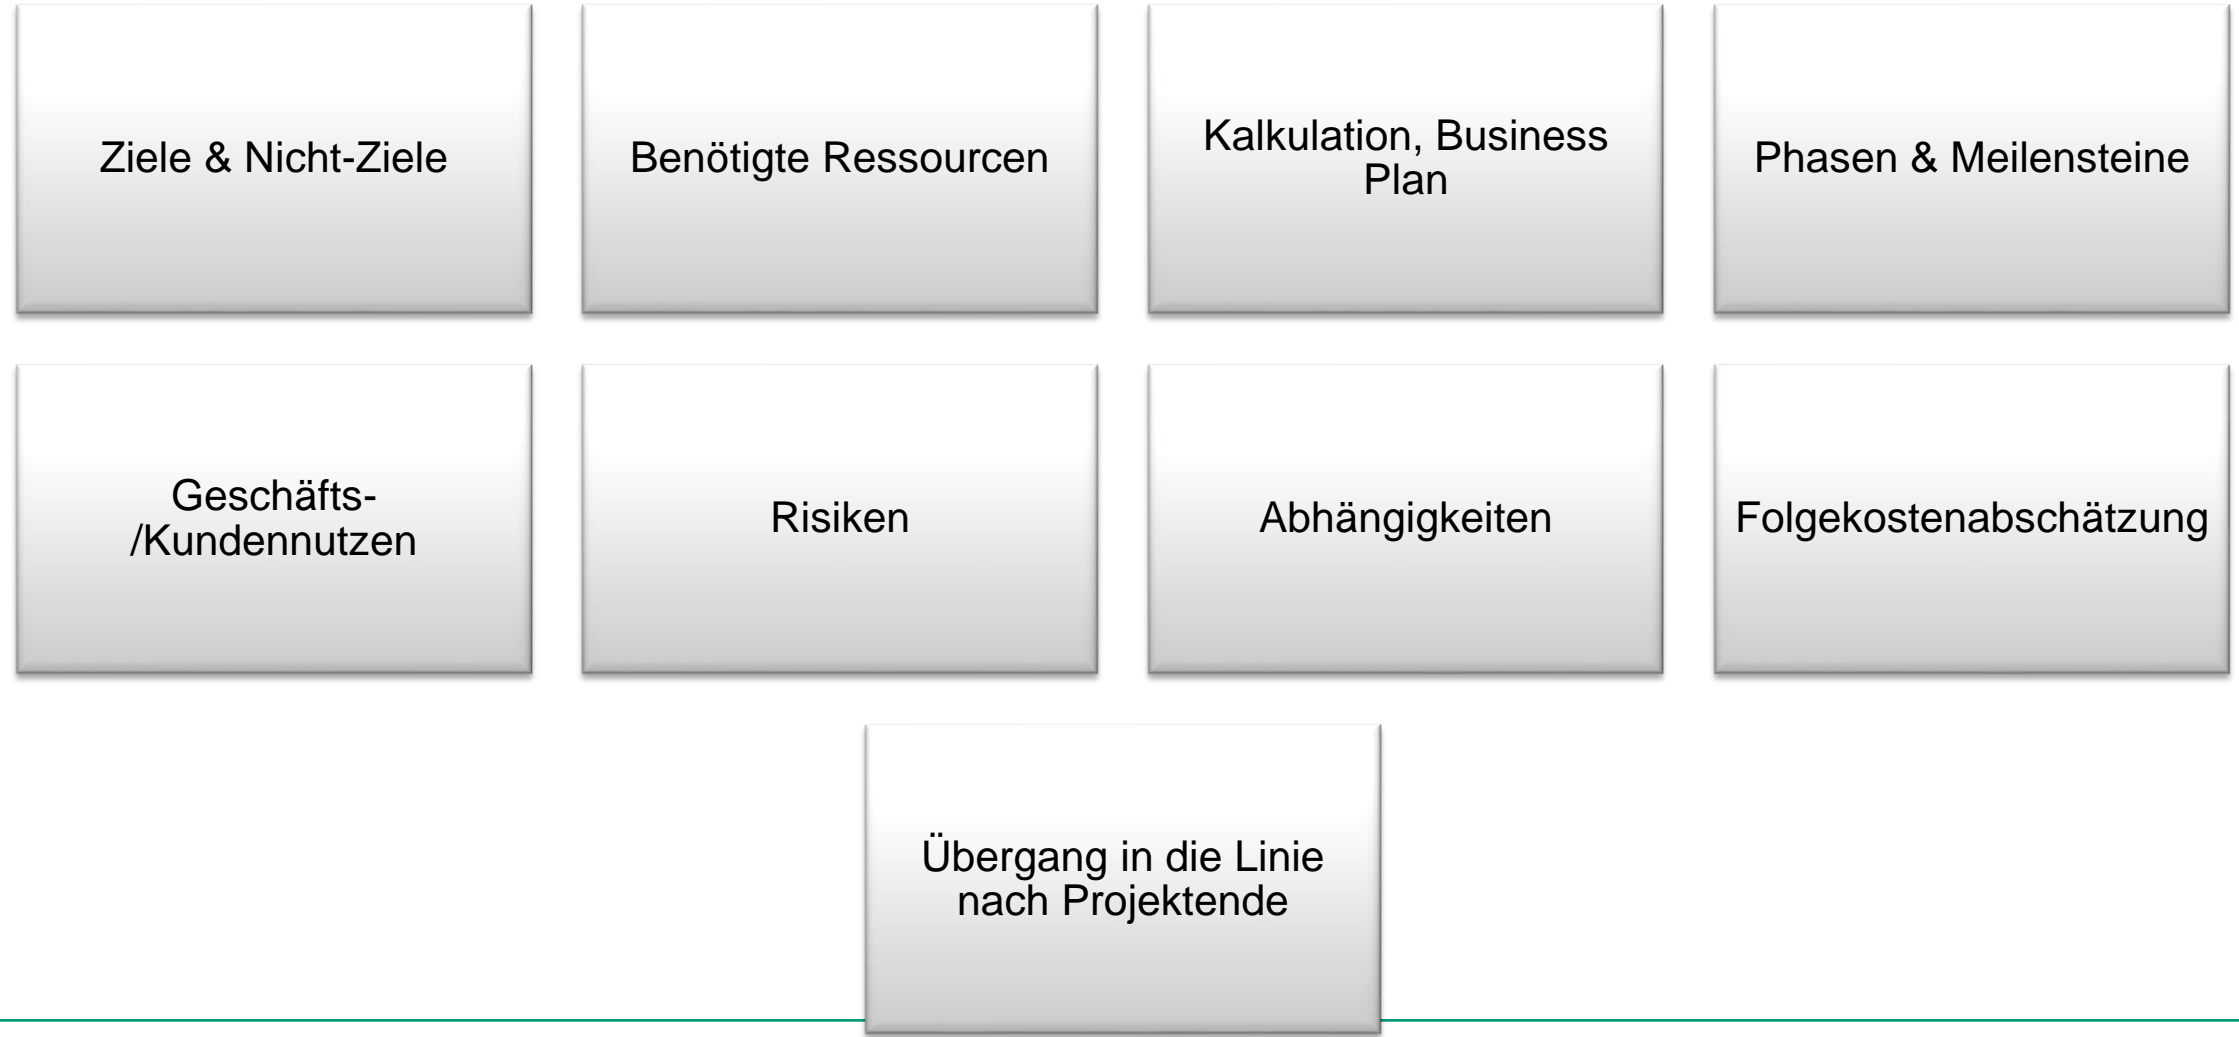 Ziele & Nicht-Ziele
Benötigte Ressourcen
Kalkulation, Business
Plan
Phasen & Meilensteine
Geschäfts-
/Kundennutzen
Risiken
Abhängigkeiten
Folgekostenabschätzung
Übergang in die Linie
nach Projektende